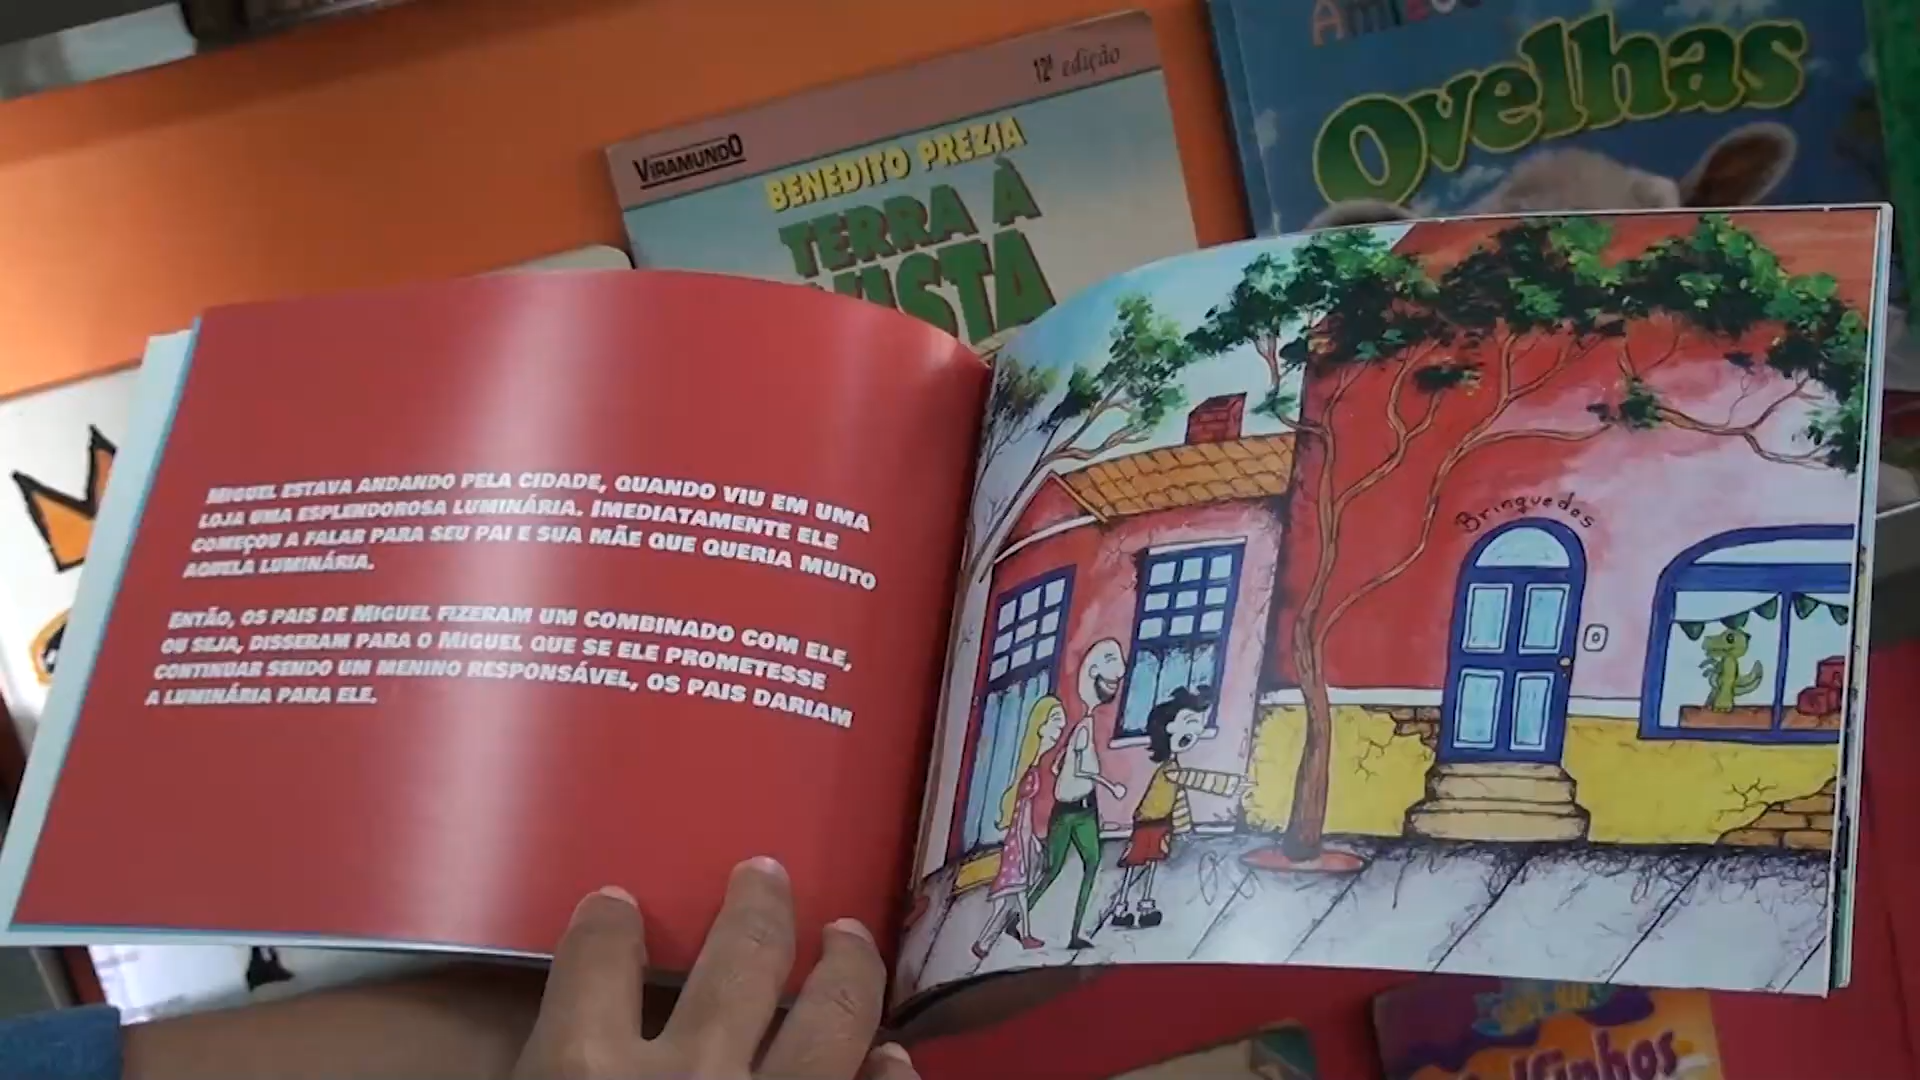 12ª edição
VIRAMUNDO
BENEDITO PREZIA
TERRA À
VISTA
Ovelhas
MIGUEL ESTAVA ANDANDO PELA CIDADE, QUANDO VIU EM UMA
LOJA UMA ESPLENDOROSA LUMINÁRIA. IMEDIATAMENTE ELE
COMEÇOU A FALAR PARA SEU PAI E SUA MÃE QUE QUERIA MUITO
AQUELA LUMINÁRIA.
ENTÃO, OS PAIS DE MIGUEL FIZERAM UM COMBINADO COM ELE,
OU SEJA, DISSERAM PARA O MIGUEL QUE SE ELE PROMETESSE
CONTINUAR SENDO UM MENINO RESPONSÁVEL, OS PAIS DARIAM
A LUMINÁRIA PARA ELE.
Brinquedos